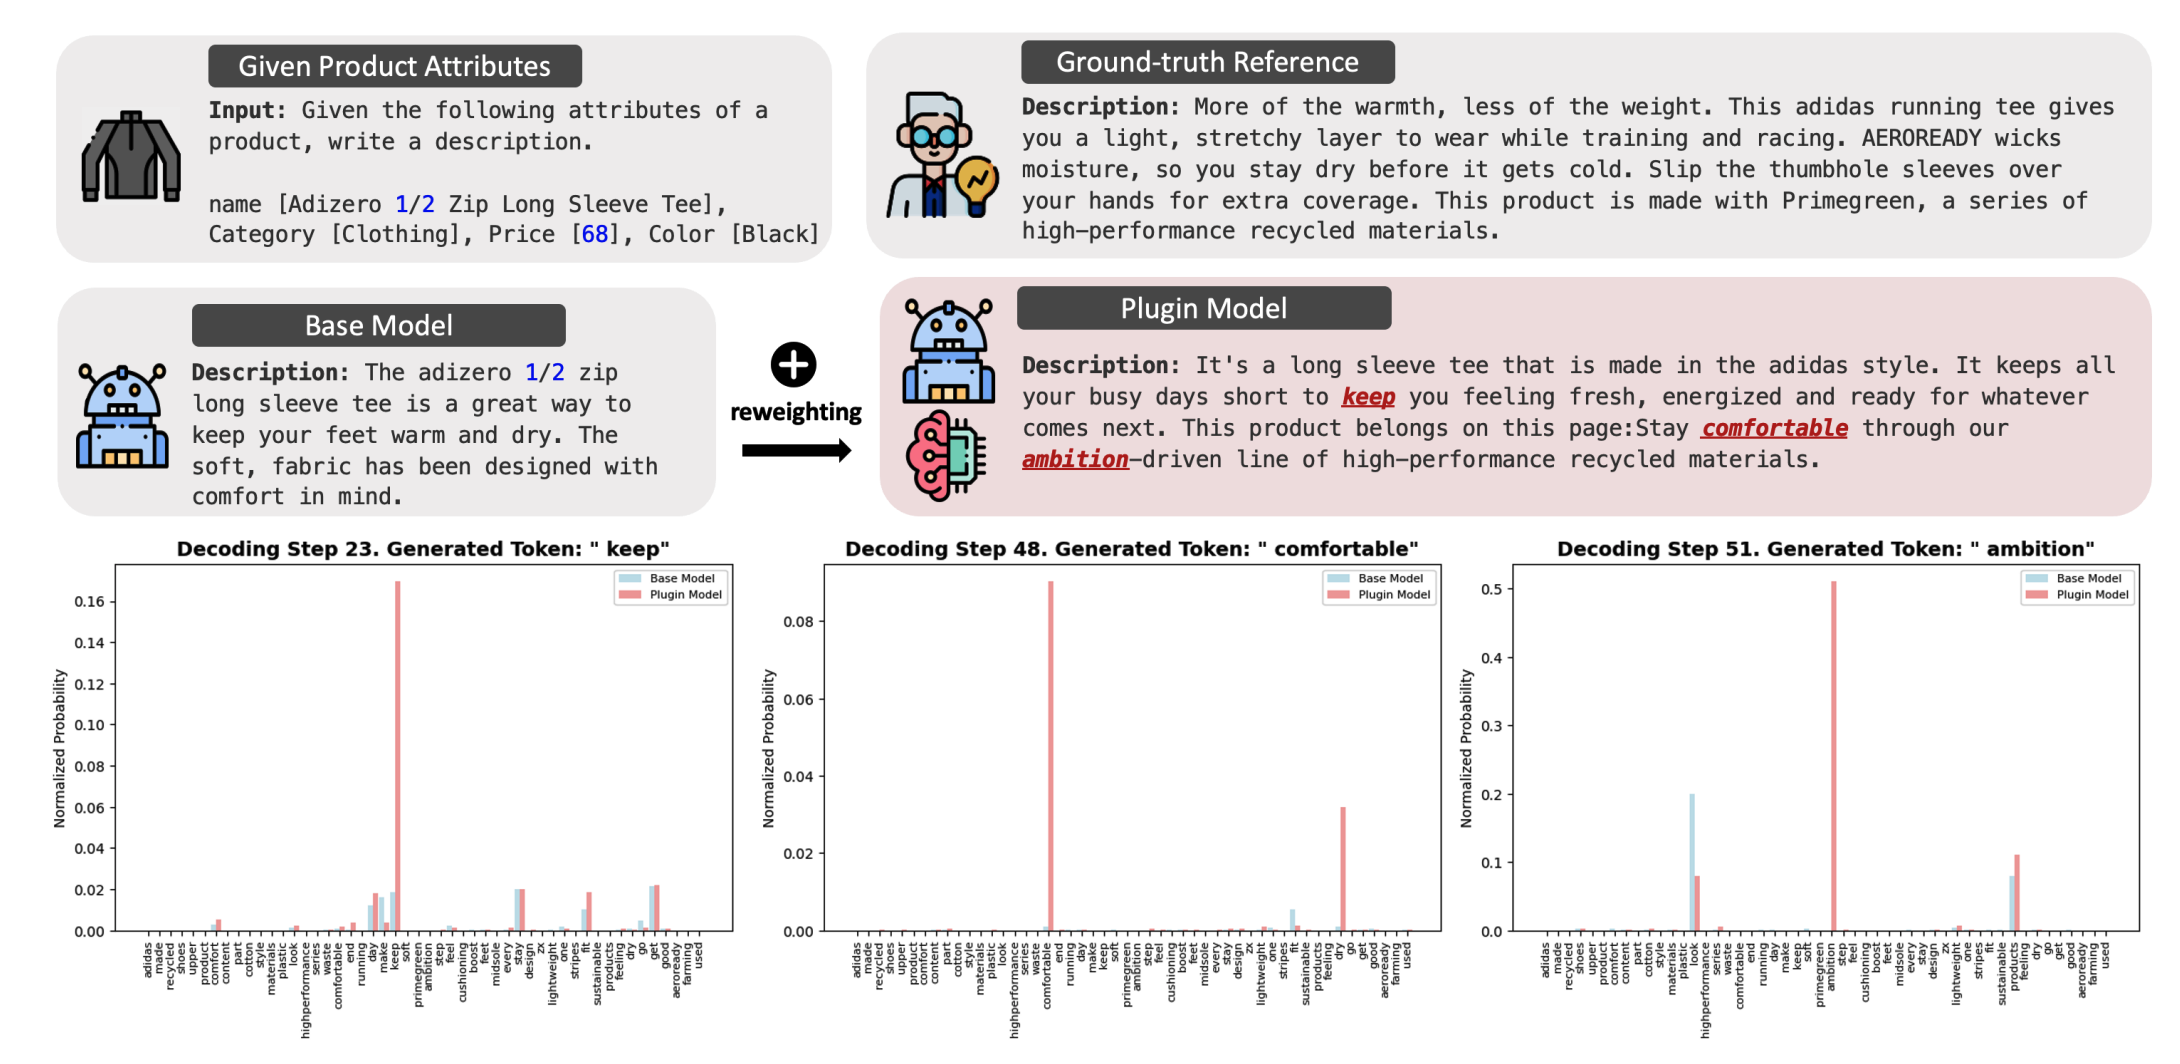 Given Product Attributes
Input: Given the following attributes of a
product, write a description.
name [Adizero 1/2 Zip Long Sleeve Tee],
Category [Clothing], Price [68], Color [Black]
Ground-truth Reference
Description: More of the warmth, less of the weight. This adidas running tee gives
you a light, stretchy layer to wear while training and racing. AEROREADY wicks
moisture, so you stay dry before it gets cold. Slip the thumbhole sleeves over
your hands for extra coverage. This product is made with Primegreen, a series of
high-performance recycled materials.
Base Model
Description: The adizero 1/2 zip
long sleeve tee is a great way to
keep your feet warm and dry. The
soft, fabric has been designed with
comfort in mind.
reweighting
Plugin Model
Description: It's a long sleeve tee that is made in the adidas style. It keeps all
your busy days short to keep you feeling fresh, energized and ready for whatever
comes next. This product belongs on this page:Stay comfortable through our
ambition-driven line of high-performance recycled materials.
Decoding Step 23. Generated Token: " keep"
Base Model
Plugin Model
Normalized Probability
0.16
0.14
0.12
0.10
0.08
0.06
0.04
0.02
0.00
adidas
made
recycled
shoes
upper
product
comfort
content
part
cotton
style
materials
plastic
look
highperformance
series
waste
comfortable
end
running
day
make
keep
soft
primegreen
ambition
step
feel
cushioning
boost
feet
midsole
every
stay
design
zx
lightweight
one
stripes
fit
sustainable
products
feeling
dry
go
get
good
aeroready
farming
used
Decoding Step 48. Generated Token: " comfortable"
Base Model
Plugin Model
Normalized Probability
0.08
0.06
0.04
0.02
0.00
adidas
made
recycled
shoes
upper
product
comfort
content
part
cotton
style
materials
plastic
look
highperformance
series
waste
comfortable
end
running
day
make
keep
soft
primegreen
ambition
step
feel
cushioning
boost
feet
midsole
every
stay
design
zx
lightweight
one
stripes
fit
sustainable
products
feeling
dry
go
get
good
aeroready
farming
used
Decoding Step 51. Generated Token: " ambition"
Base Model
Plugin Model
Normalized Probability
0.5
0.4
0.3
0.2
0.1
0.0
adidas
made
recycled
shoes
upper
product
comfort
content
part
cotton
style
materials
plastic
look
highperformance
series
waste
comfortable
end
running
day
make
keep
soft
primegreen
ambition
step
feel
cushioning
boost
feet
midsole
every
stay
design
zx
lightweight
one
stripes
fit
sustainable
products
feeling
dry
go
get
good
aeroready
farming
used